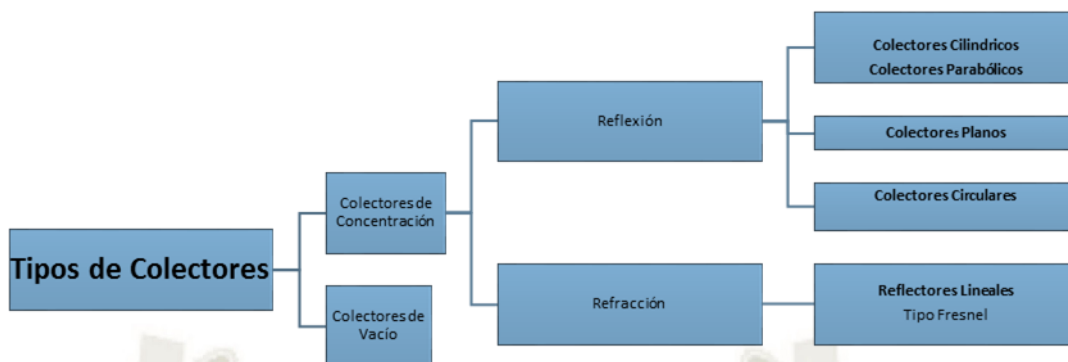 Tipos de Colectores
Colectores de
Concentración
Colectores de
Vacío
Reflexión
Refracción
Colectores Cilindricos
Colectores Parabólicos
Colectores Planos
Colectores Circulares
Reflectores Lineales
Tipo Fresnel